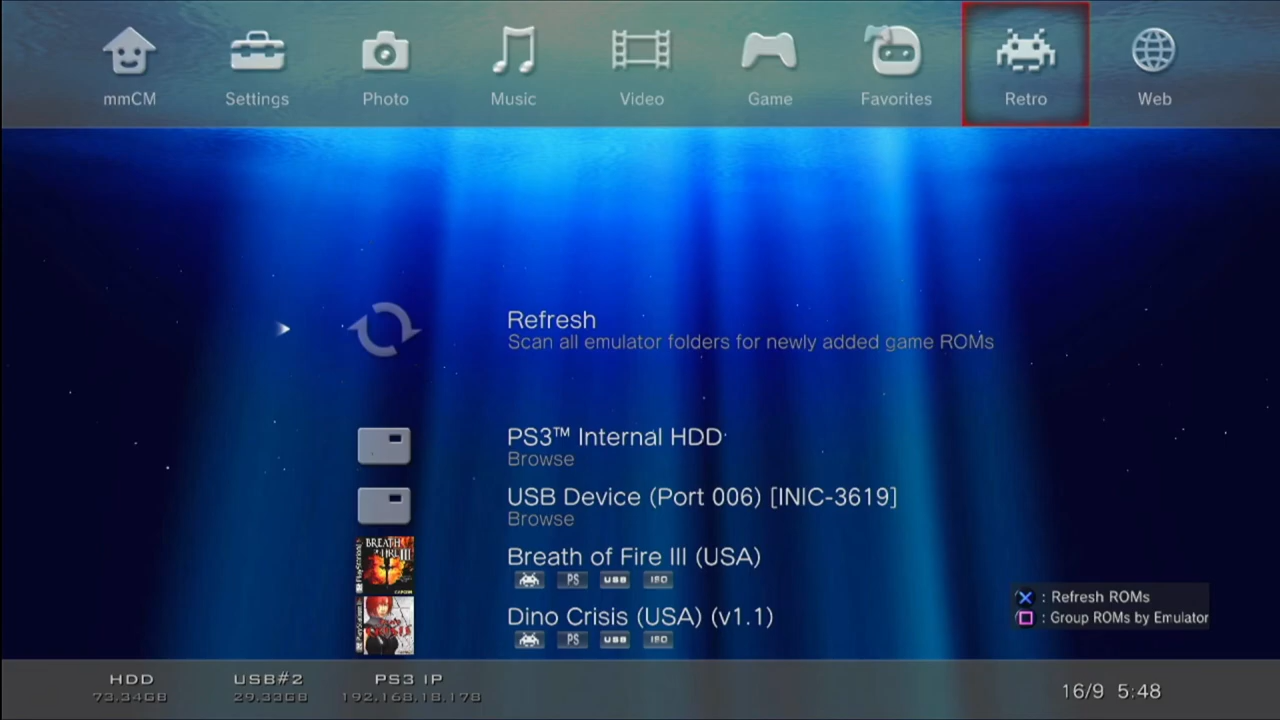 mmCM
Settings
Photo
Music
Video
Game
Favorites
Retro
Web
Refresh
Scan all emulator folders for newly added game ROMs
PS3™ Internal HDD
Browse
USB Device (Port 006) [INIC-3619]
Browse
BREATH
III
Breath of Fire III (USA)
PS USB ISO
Dino Crisis (USA) (v1.1)
PS USB ISO
: Refresh ROMs
: Group ROMs by Emulator
HDD
73.34GB
USB#2
29.33GB
PS3 IP
192.168.18.178
16/9 5:48